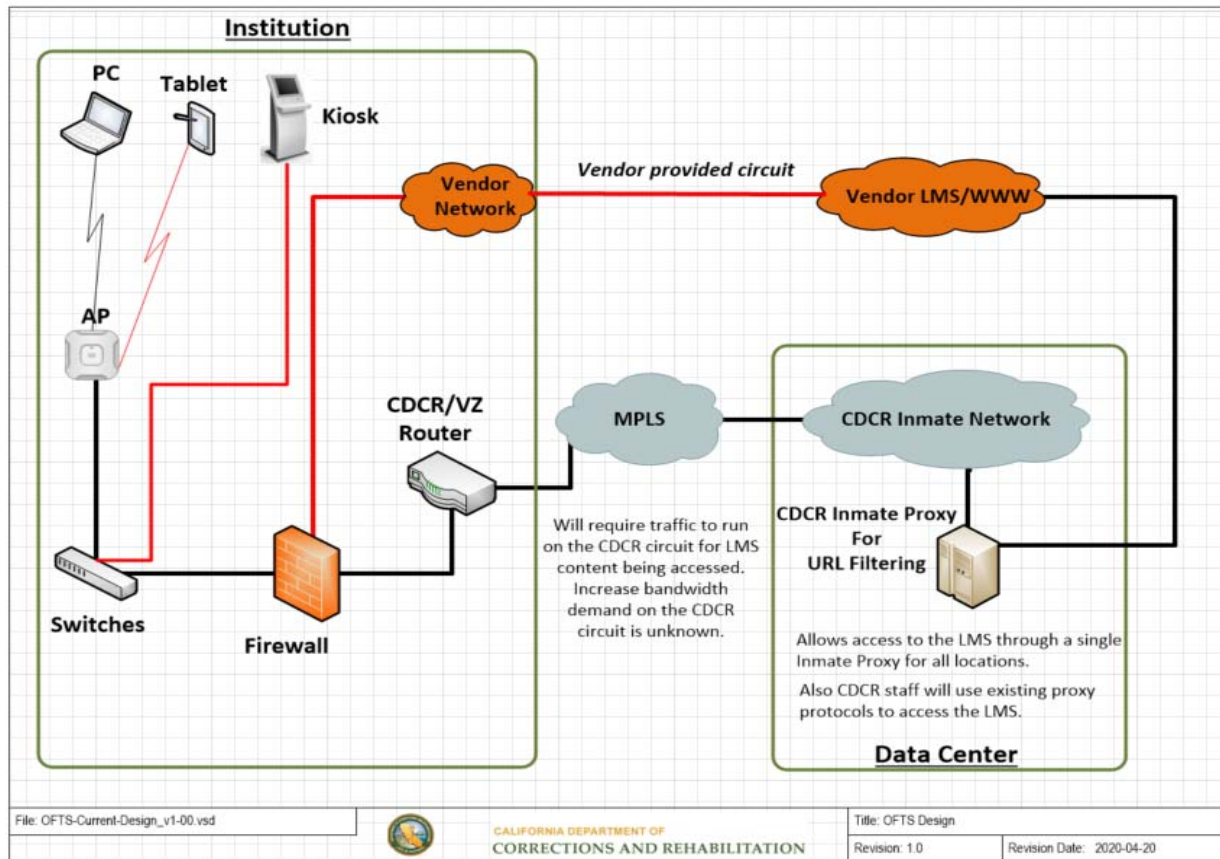 Institution
PC
Tablet
Kiosk
Vendor
Network
Vendor provided circuit
Vendor LMS/WWW
AP
CDCR/VZ
Router
MPLS
CDCR Inmate Network
Switches
Firewall
Will require traffic to run
on the CDCR circuit for LMS
content being accessed.
Increase bandwidth
demand on the CDCR
circuit is unknown.
CDCR Inmate Proxy
For
URL Filtering
Allows access to the LMS through a single
Inmate Proxy for all locations.
Also CDCR staff will use existing proxy
protocols to access the LMS.
Data Center
File: OFTS-Current-Design_v1-00.vsd
CALIFORNIA DEPARTMENT OF
CORRECTIONS AND REHABILITATION
Title: OFTS Design
Revision: 1.0
Revision Date: 2020-04-20